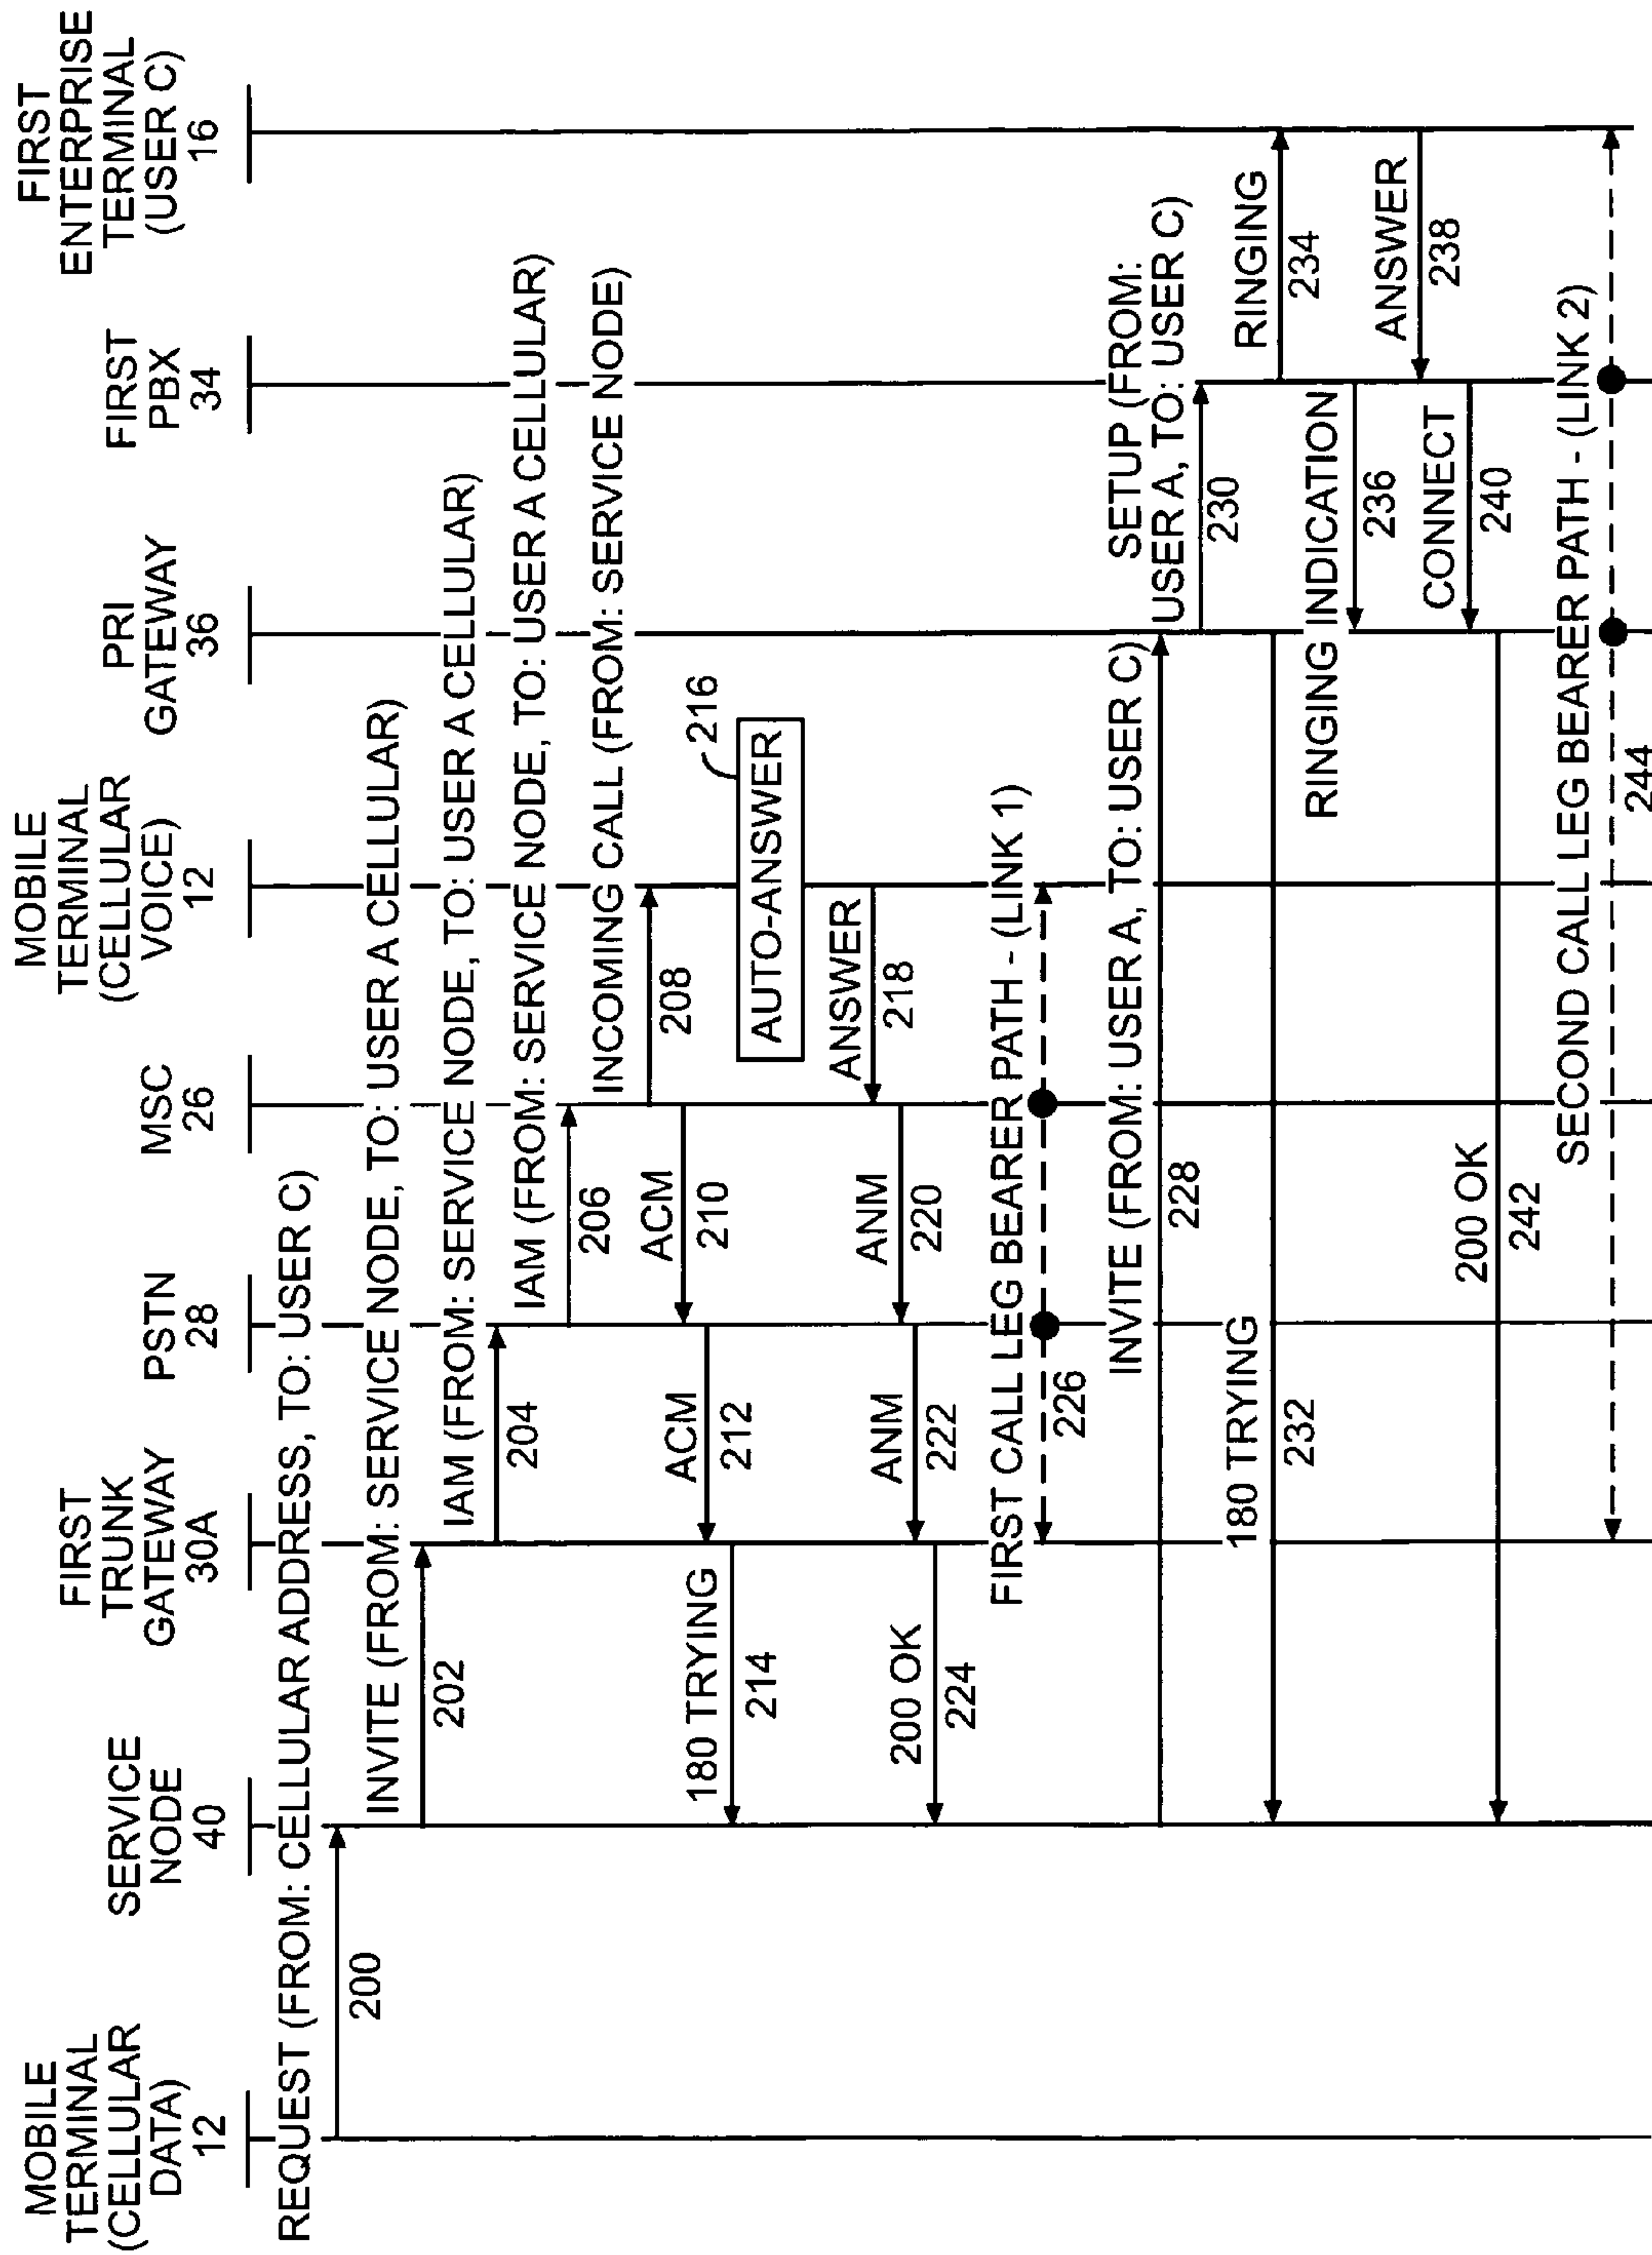 MOBILE
TERMINAL
(CELLULAR
DATA)
12
SERVICE
NODE
40
FIRST
TRUNK
GATEWAY
30A
PSTN
28
MSC
26
MOBILE
TERMINAL
(CELLULAR
VOICE)
12
PRI
GATEWAY
36
FIRST
PBX
34
FIRST
ENTERPRISE
TERMINAL
(USER C)
16
REQUEST (FROM: CELLULAR ADDRESS, TO: USER C)
200
INVITE (FROM: SERVICE NODE, TO: USER A CELLULAR)
202
IAM (FROM: SERVICE NODE, TO: USER A CELLULAR)
204
IAM (FROM: SERVICE NODE, TO: USER A CELLULAR)
206
INCOMING CALL (FROM: SERVICE NODE)
208
ACM
210
ACM
212
180 TRYING
214
216
AUTO-ANSWER
ANSWER
218
ANM
220
ANM
222
200 OK
224
FIRST CALL LEG BEARER PATH - (LINK 1)
226
INVITE (FROM: USER A, TO: USER C)
228
SETUP (FROM:
USER A, TO: USER C)
230
180 TRYING
232
RINGING
234
RINGING INDICATION
236
ANSWER
238
CONNECT
240
200 OK
242
SECOND CALL LEG BEARER PATH - (LINK 2)
244